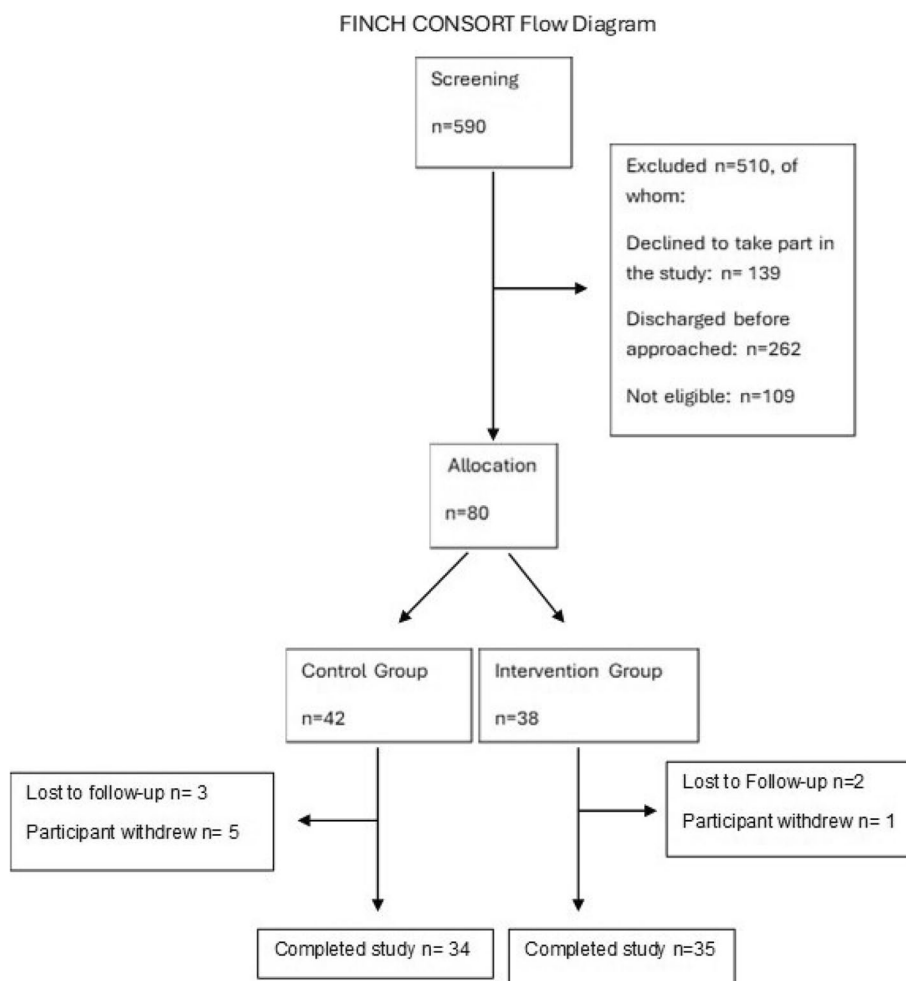 FINCH CONSORT Flow Diagram
Screening
n=590
Excluded n=510, of
whom:
Declined to take part in
the study: n= 139
Discharged before
approached: n=262
Not eligible: n=109
Allocation
n=80
Control Group
n=42
Intervention Group
n=38
Lost to follow-up n= 3
Participant withdrew n= 5
Lost to Follow-up n=2
Participant withdrew n= 1
Completed study n= 34
Completed study n=35